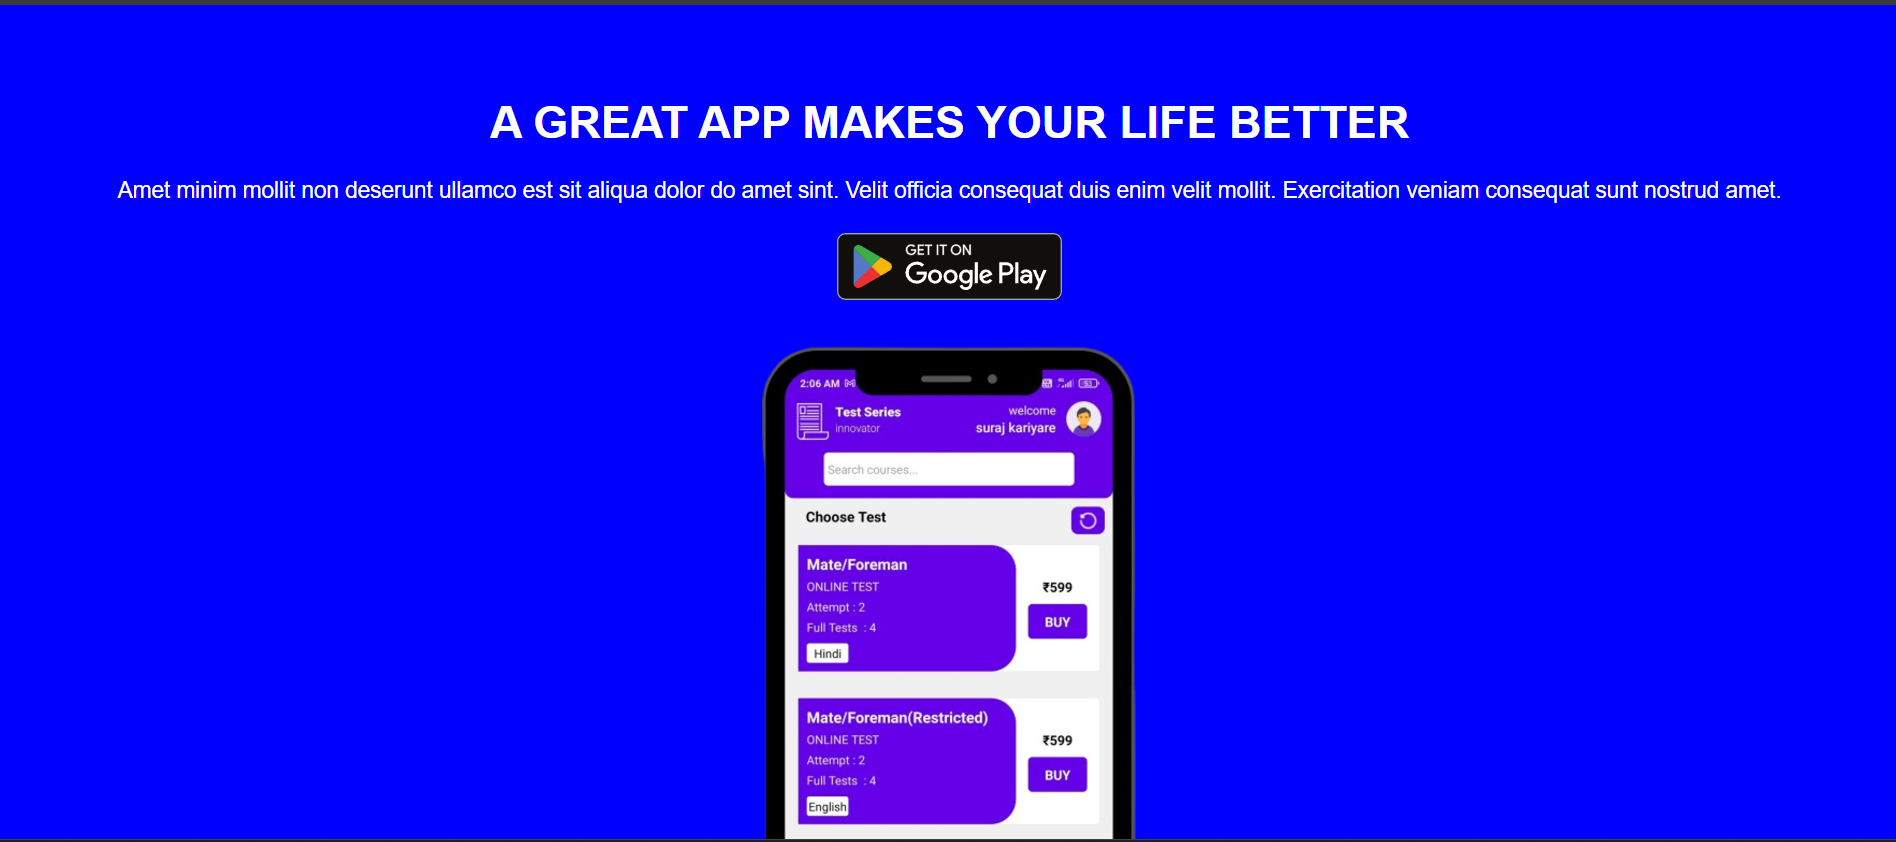 A GREAT APP MAKES YOUR LIFE BETTER
Amet minim mollit non deserunt ullamco est sit aliqua dolor do amet sint. Velit officia consequat duis enim velit mollit. Exercitation veniam consequat sunt nostrud amet.
GET IT ON
Google Play
2:06 AM
Test Series
innovator
welcome
suraj kariyare
Search courses...
Choose Test
Mate/Foreman
ONLINE TEST
Attempt : 2
Full Tests : 4
Hindi
₹599
BUY
Mate/Foreman(Restricted)
ONLINE TEST
Attempt : 2
Full Tests : 4
English
₹599
BUY